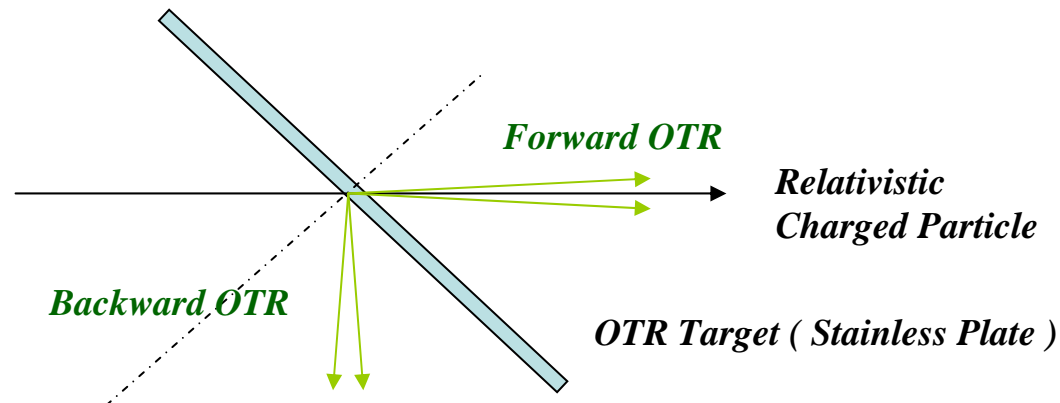 Forward OTR
Relativistic
Charged Particle
Backward OTR
OTR Target ( Stainless Plate )